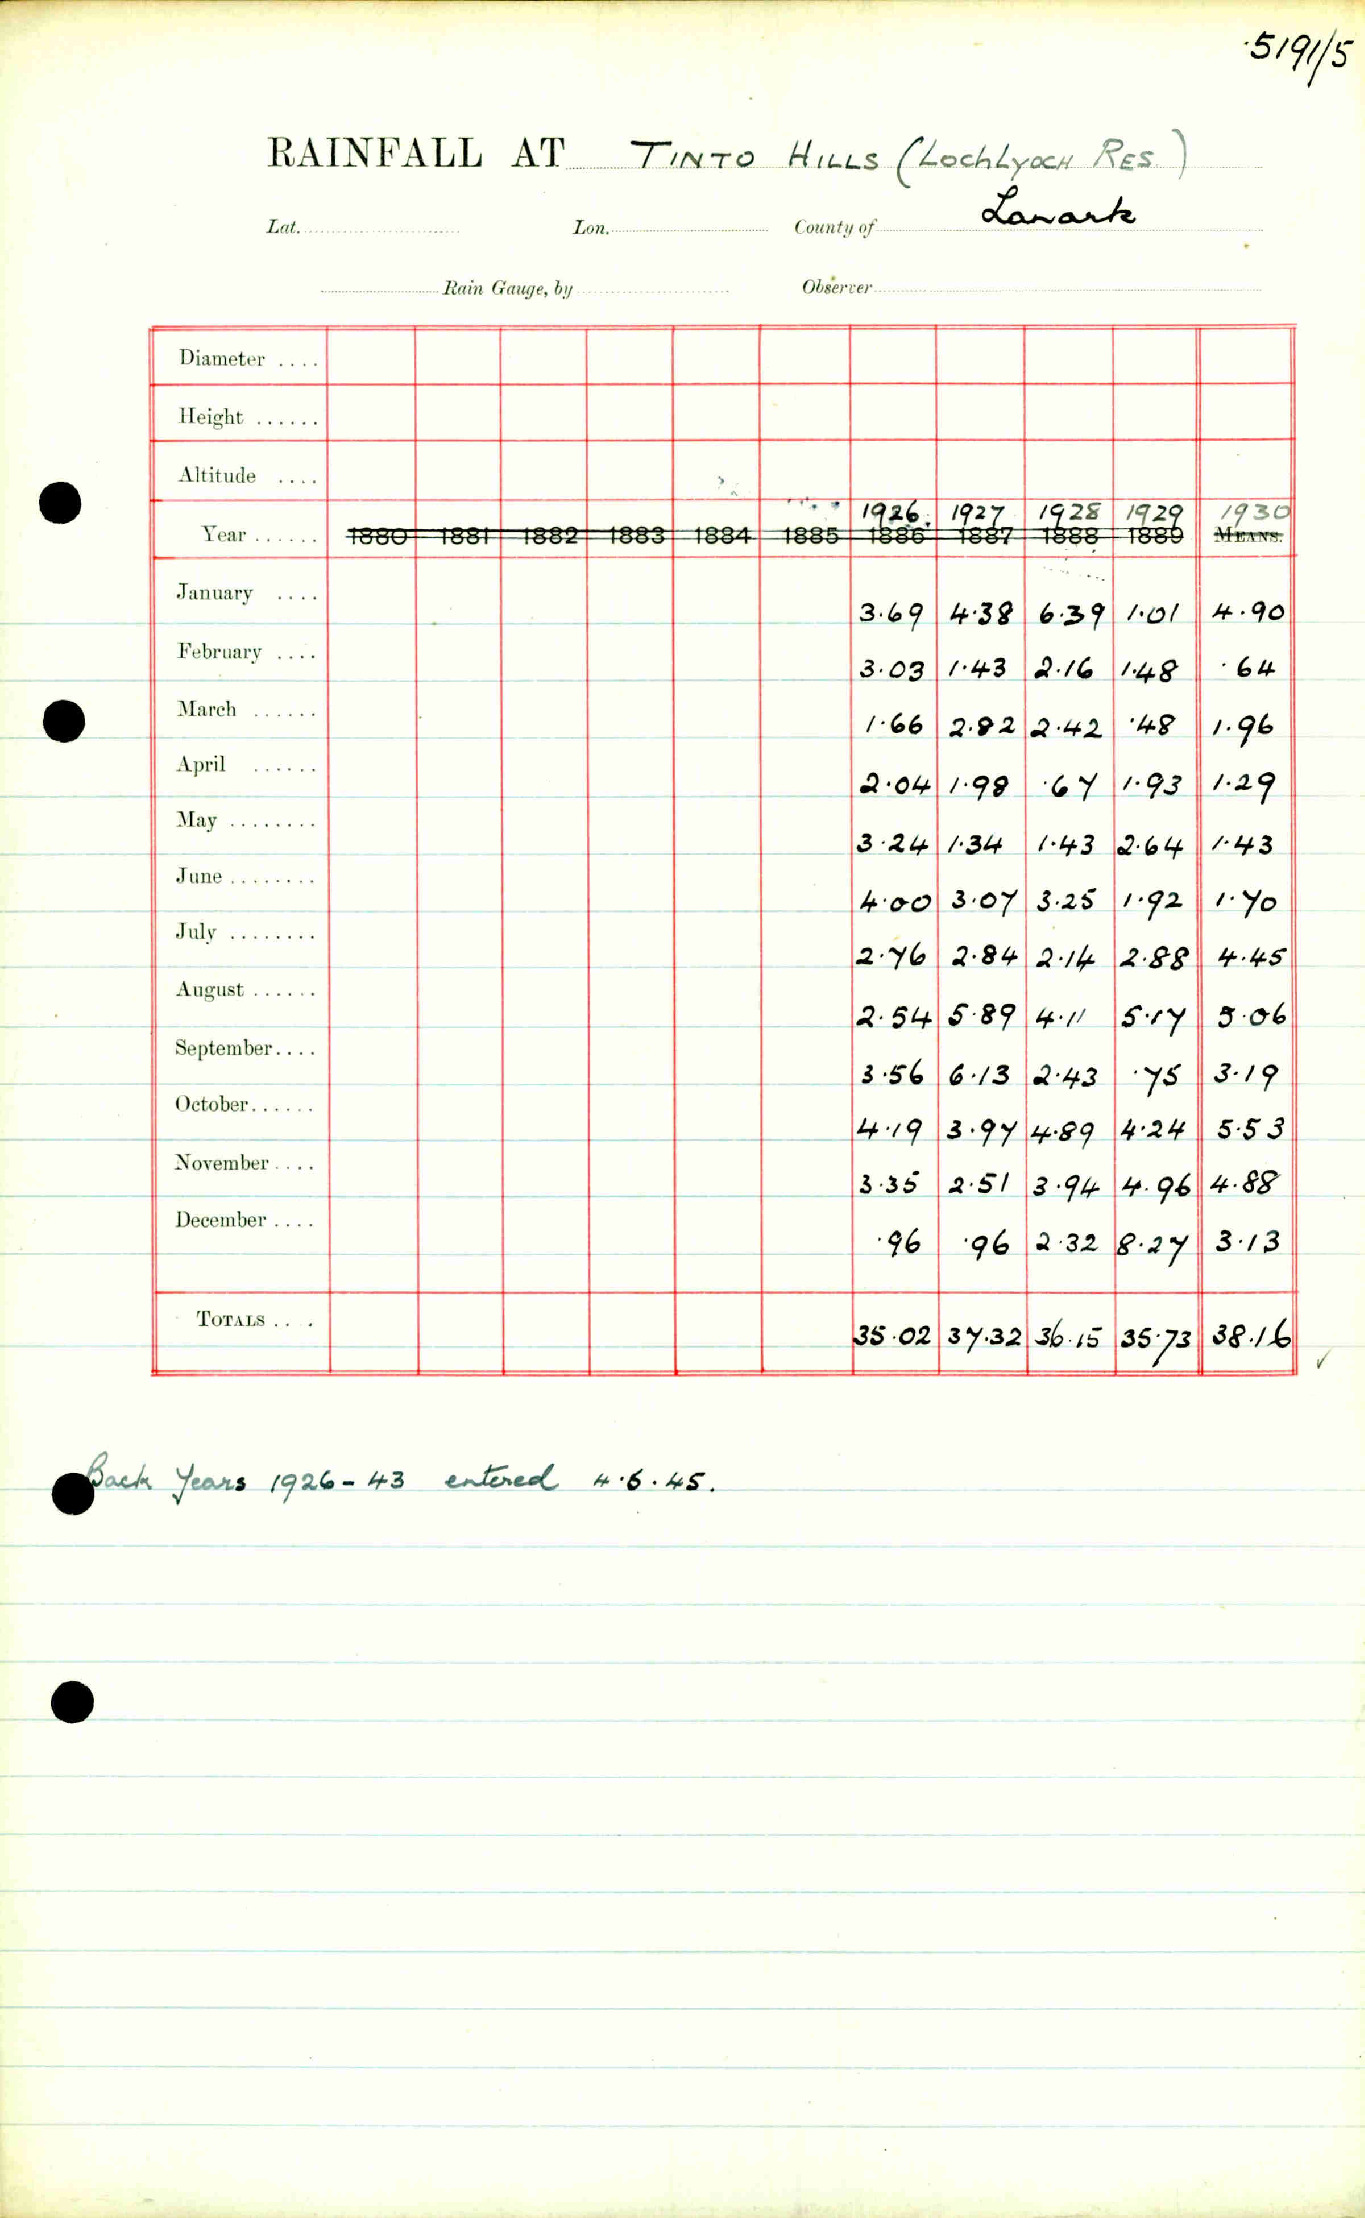 ·5191/5
RAINFALL AT TINTO HILLS (LOCHLYOCH RES.)
Lat. Lon. County of Lanark
Rain Gauge, by Observer
Diameter ....
Height ......
Altitude ....
1926 1927 1928 1929 1930
Year ...... 1880 1881 1882 1883 1884 1885 1886 1887 1888 1889 MEANS.
January .... 3·69 4·38 6·39 1·01 4·90
February .... 3·03 1·43 2·16 1·48 ·64
March ...... 1·66 2·82 2·42 ·48 1·96
April ...... 2·04 1·98 ·67 1·93 1·29
May ........ 3·24 1·34 1·43 2·64 1·43
June ........ 4·00 3·07 3·25 1·92 1·70
July ........ 2·76 2·84 2·14 2·88 4·45
August ...... 2·54 5·89 4·11 5·17 5·06
September.... 3·56 6·13 2·43 ·75 3·19
October...... 4·19 3·97 4·89 4·24 5·53
November .... 3·35 2·51 3·94 4·96 4·88
December .... ·96 ·96 2·32 8·27 3·13
TOTALS .... 35·02 37·32 36·15 35·73 38·16 ✓
Back Years 1926-43 entered 4·6·45.